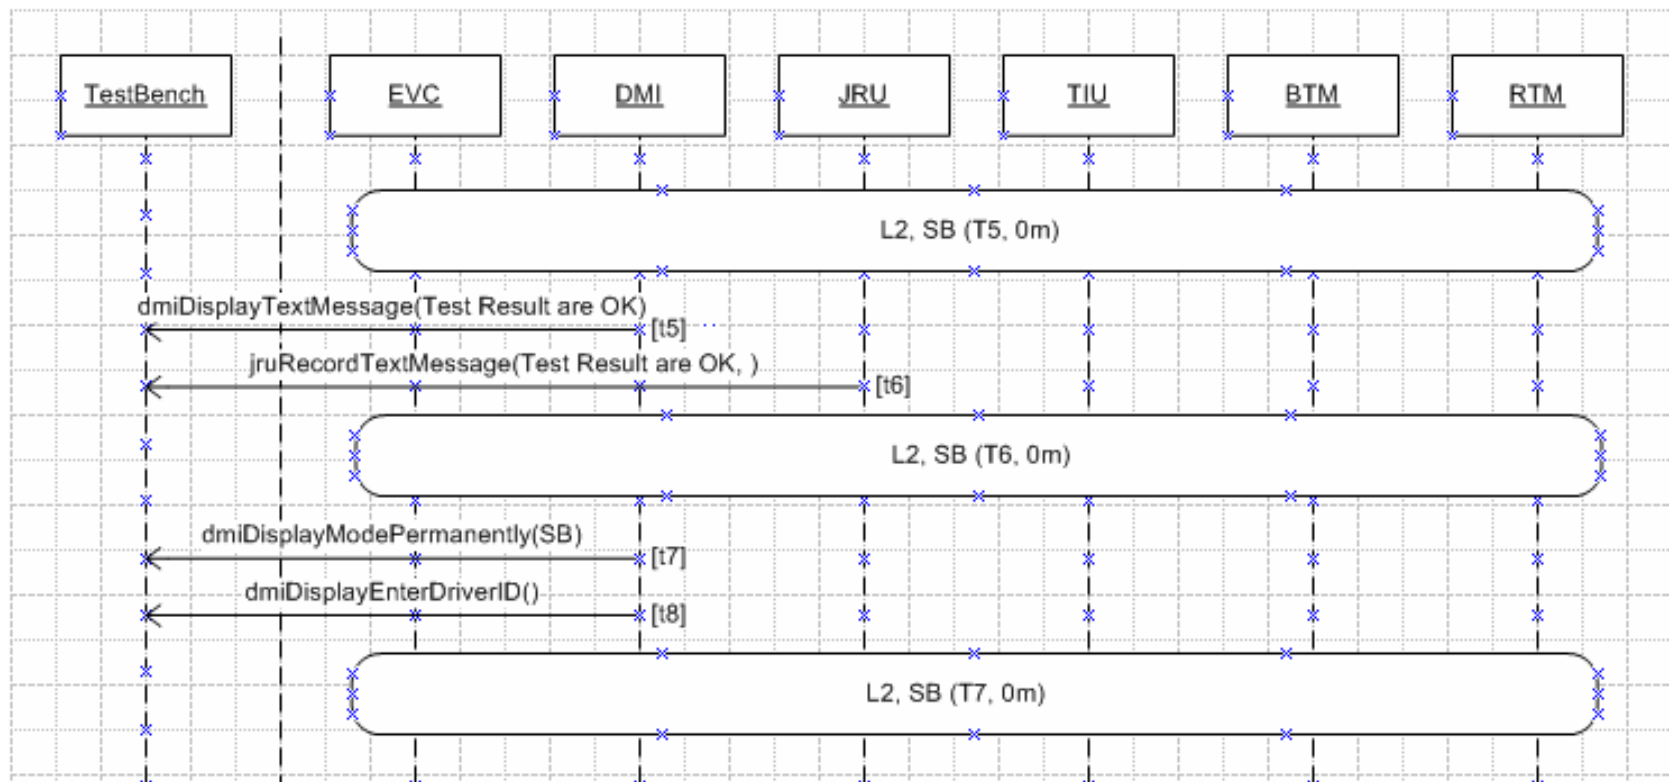 TestBench EVC DMI JRU TIU BTM RTM
L2, SB (T5, 0m)
dmiDisplayTextMessage(Test Result are OK)
[t5]
jruRecordTextMessage(Test Result are OK, )
[t6]
L2, SB (T6, 0m)
dmiDisplayModePermanently(SB)
[t7]
dmiDisplayEnterDriverID()
[t8]
L2, SB (T7, 0m)